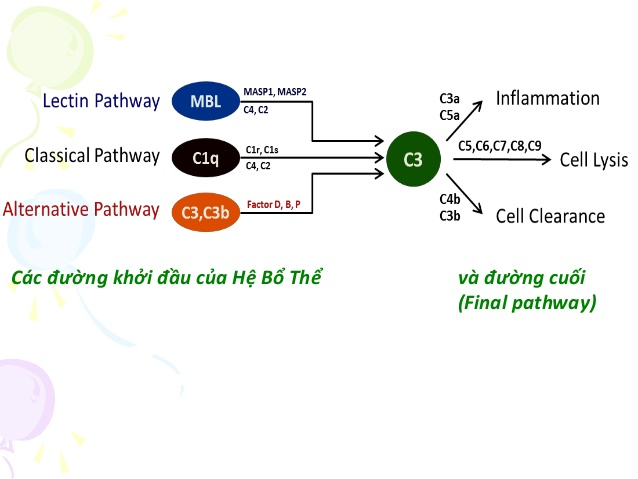 Lectin Pathway
MBL
MASP1, MASP2
C4, C2
Classical Pathway
C1q
C1r, C1s
C4, C2
Alternative Pathway
C3,C3b
Factor D, B, P
C3
C3a
C5a
Inflammation
C5,C6,C7,C8,C9
Cell Lysis
C4b
C3b
Cell Clearance
Các đường khởi đầu của Hệ Bổ Thể
và đường cuối
(Final pathway)